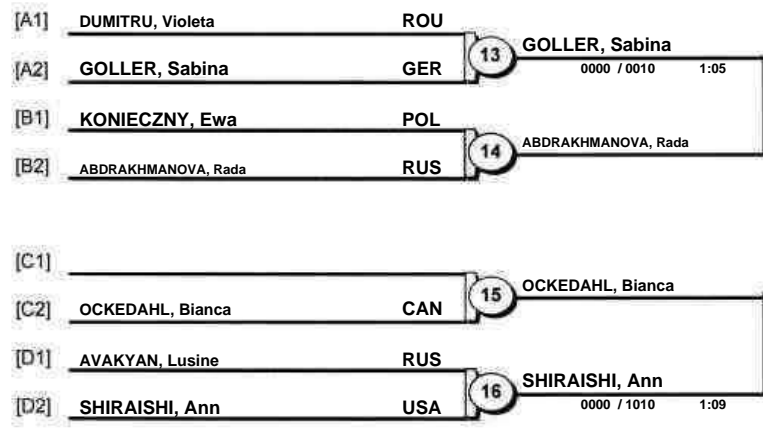 [A1] DUMITRU, Violeta ROU
13 GOLLER, Sabina
[A2] GOLLER, Sabina GER 0000 / 0010 1:05
[B1] KONIECZNY, Ewa POL
14 ABDRAKHMANOVA, Rada
[B2] ABDRAKHMANOVA, Rada RUS
[C1]
15 OCKEDAHL, Bianca
[C2] OCKEDAHL, Bianca CAN
[D1] AVAKYAN, Lusine RUS
16 SHIRAISHI, Ann
[D2] SHIRAISHI, Ann USA 0000 / 1010 1:09